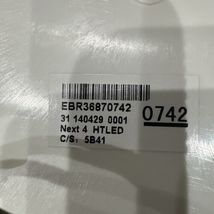 EBR36870742
31 140429 0001
Next 4 HTLED
C/S: 5B41
0742